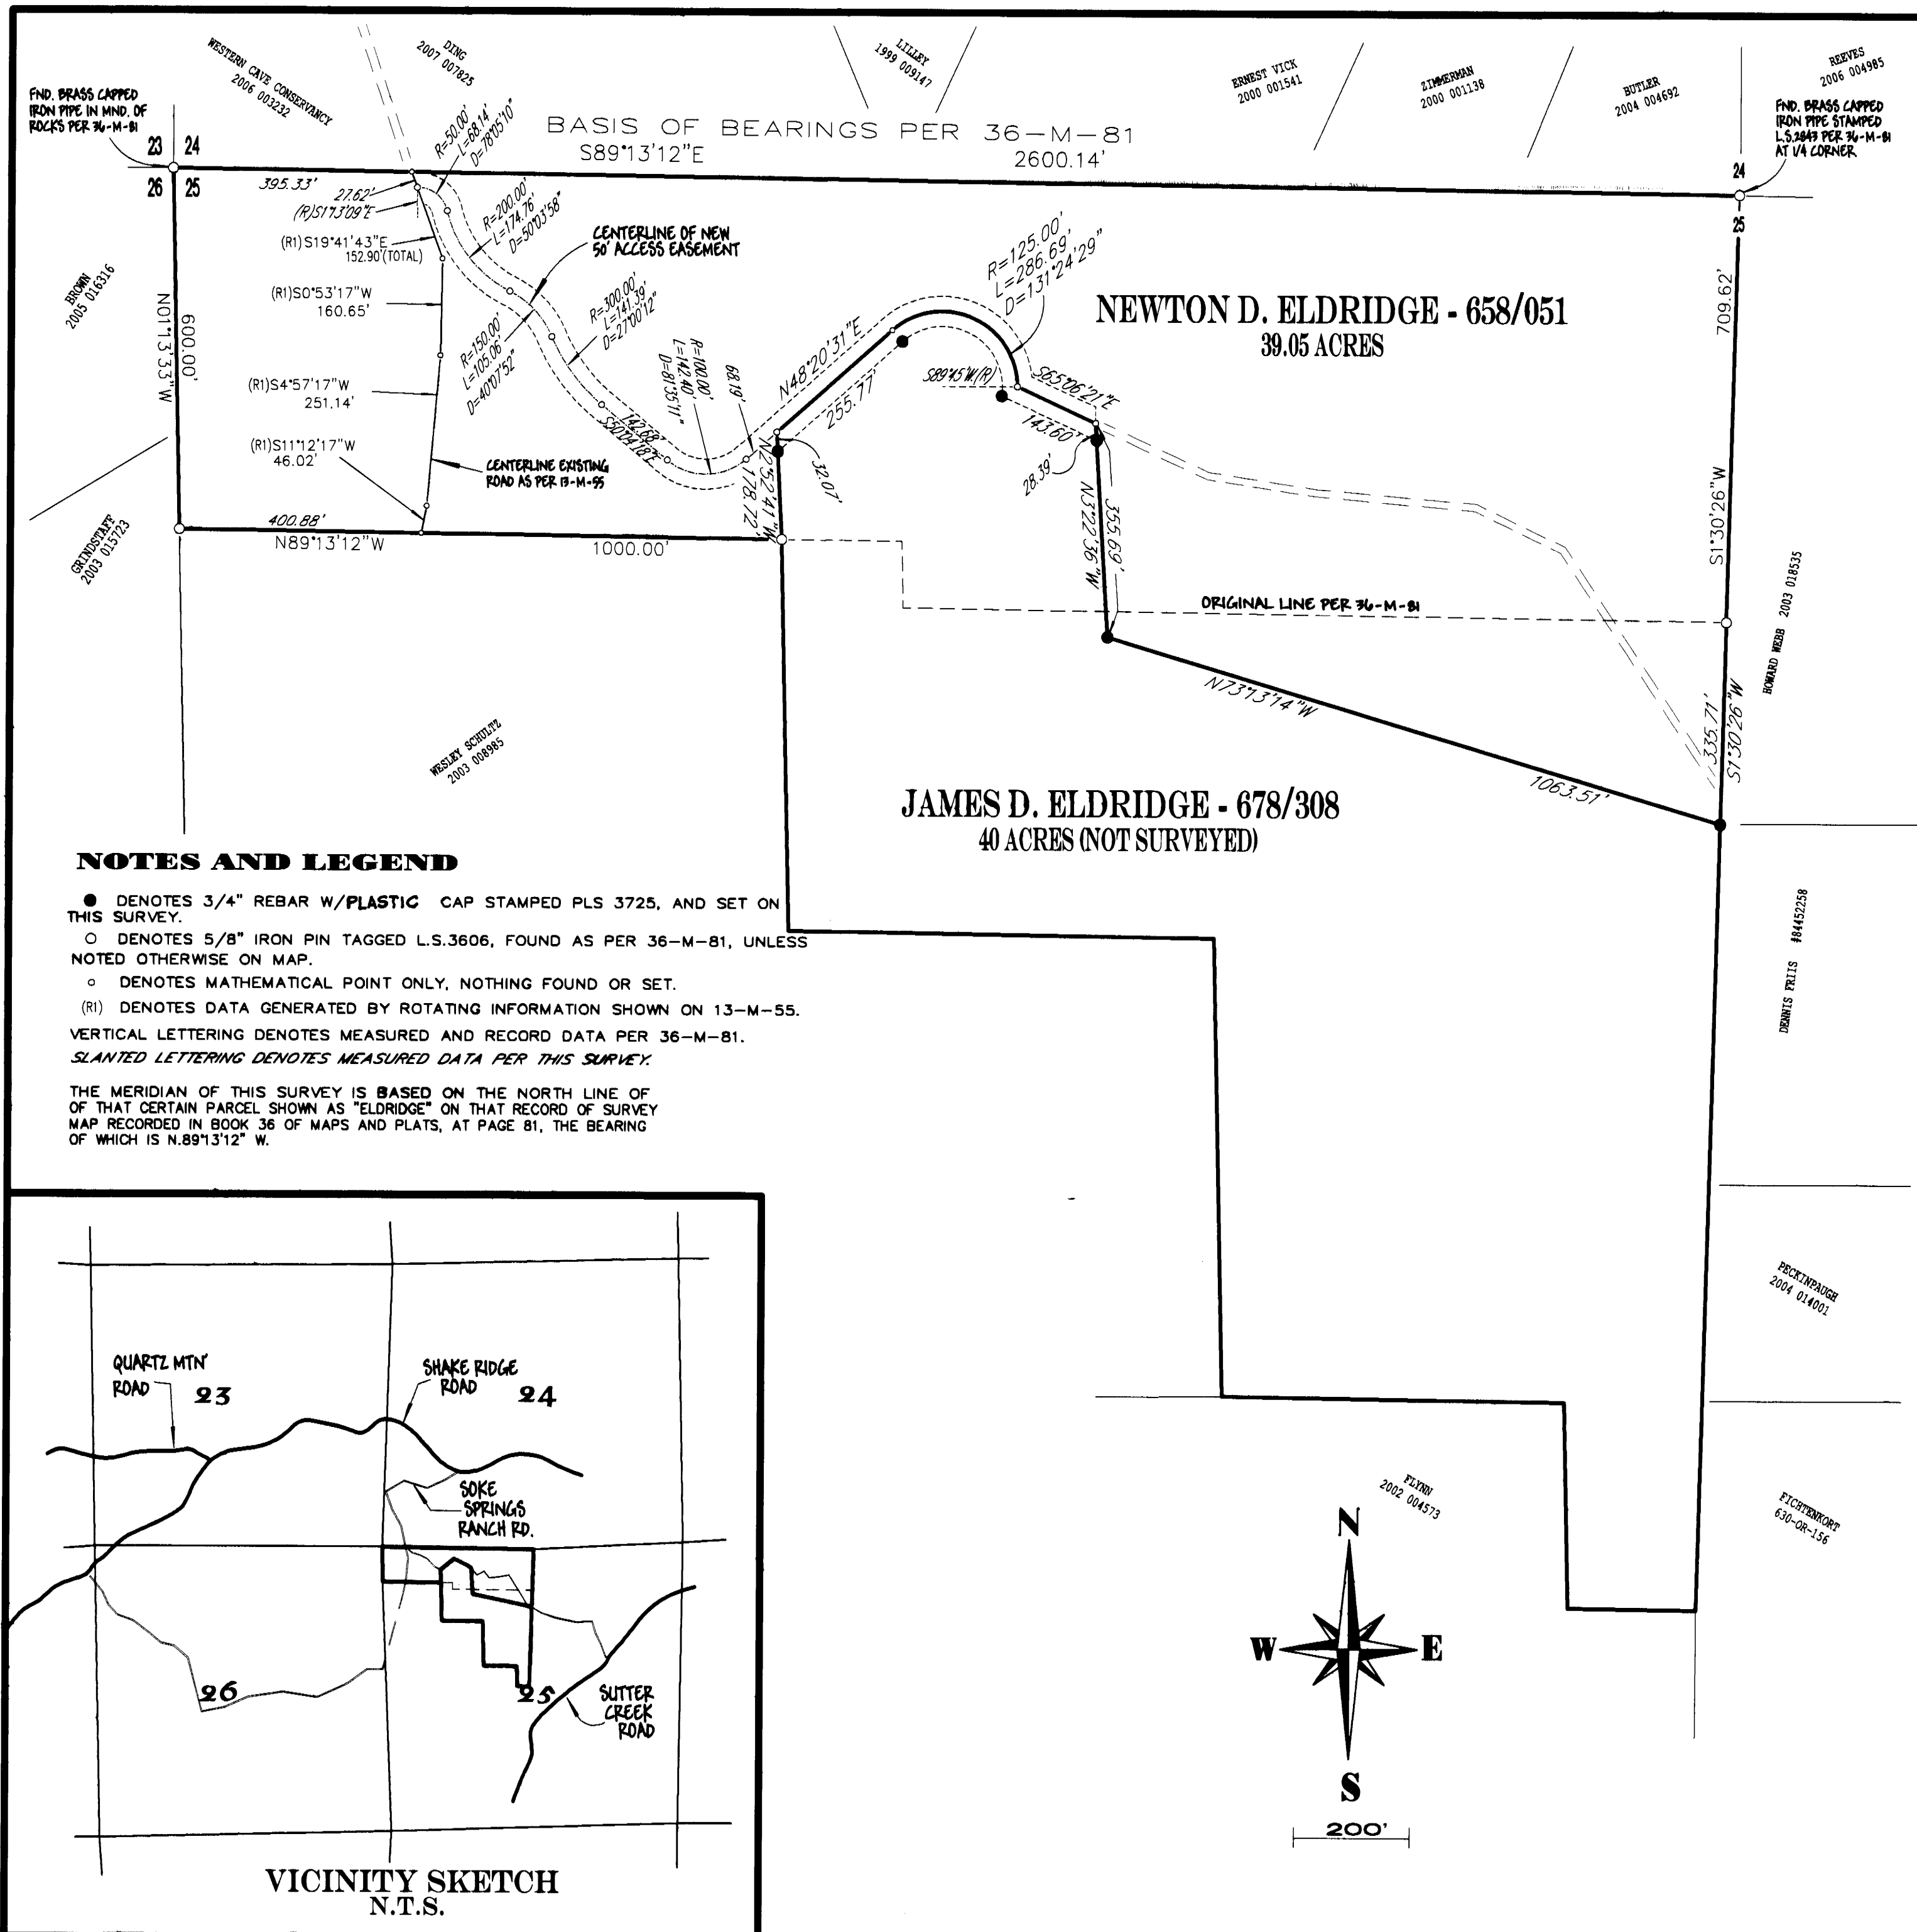 WESTERN CAVE CONSERVANCY
2006 003232
DING
2007 007825
LILLEY
1999 009147
ERNEST VICK
2000 001541
ZIMMERMAN
2000 001138
BUTLER
2004 004692
REEVES
2006 004985
FND. BRASS CAPPED
IRON PIPE IN MND. OF
ROCKS PER 36-M-81
FND. BRASS CAPPED
IRON PIPE STAMPED
L.S.2843 PER 36-M-81
AT 1/4 CORNER
23 24
26 25
24
25
BASIS OF BEARINGS PER 36-M-81
S89°13'12"E
2600.14'
395.33'
27.62'
(R)S1°13'09"E
(R1)S19°41'43"E
152.90'(TOTAL)
(R1)S0°53'17"W
160.65'
(R1)S4°57'17"W
251.14'
(R1)S11°12'17"W
46.02'
R=50.00'
L=68.14'
D=78°05'10"
R=200.00'
L=174.76'
D=50°03'58"
CENTERLINE OF NEW
50' ACCESS EASEMENT
R=150.00'
L=105.06'
D=40°07'52"
R=300.00'
L=141.39'
D=27°00'12"
R=100.00'
L=142.40'
D=81°35'11"
68.19'
142.68'
S50°04'18"E
N48°20'31"E
255.77'
R=125.00'
L=286.69'
D=131°24'29"
S89°45'W.(R)
S65°06'21"E
143.60'
28.39'
32.07'
N2°52'41"W
178.72'
N3°22'36"W
355.69'
NEWTON D. ELDRIDGE - 658/051
39.05 ACRES
709.62'
S1°30'26"W
BROWN
2005 016316
N01°13'33"W
600.00'
CENTERLINE EXISTING
ROAD AS PER 13-M-55
400.88'
N89°13'12"W
1000.00'
GRINDSTAFF
2003 015723
ORIGINAL LINE PER 36-M-81
HOWARD WEBB 2003 018535
N73°13'14"W
1063.51'
335.71'
S1°30'26"W
WESLEY SCHULTZ
2003 008985
JAMES D. ELDRIDGE - 678/308
40 ACRES (NOT SURVEYED)
NOTES AND LEGEND
DENOTES 3/4" REBAR W/PLASTIC CAP STAMPED PLS 3725, AND SET ON
THIS SURVEY.
DENOTES 5/8" IRON PIN TAGGED L.S.3606, FOUND AS PER 36-M-81, UNLESS
NOTED OTHERWISE ON MAP.
DENOTES MATHEMATICAL POINT ONLY, NOTHING FOUND OR SET.
(R1) DENOTES DATA GENERATED BY ROTATING INFORMATION SHOWN ON 13-M-55.
VERTICAL LETTERING DENOTES MEASURED AND RECORD DATA PER 36-M-81.
SLANTED LETTERING DENOTES MEASURED DATA PER THIS SURVEY.
THE MERIDIAN OF THIS SURVEY IS BASED ON THE NORTH LINE OF
OF THAT CERTAIN PARCEL SHOWN AS "ELDRIDGE" ON THAT RECORD OF SURVEY
MAP RECORDED IN BOOK 36 OF MAPS AND PLATS, AT PAGE 81, THE BEARING
OF WHICH IS N.89°13'12" W.
DENNIS FRIIS #84452258
PECKINPAUGH
2004 014001
FLYNN
2002 004573
FICHTENKORT
630-OR-156
QUARTZ MTN'
ROAD
23
SHAKE RIDGE
ROAD
24
SOKE
SPRINGS
RANCH RD.
26
25
SUTTER
CREEK
ROAD
VICINITY SKETCH
N.T.S.
N
W
E
S
200'